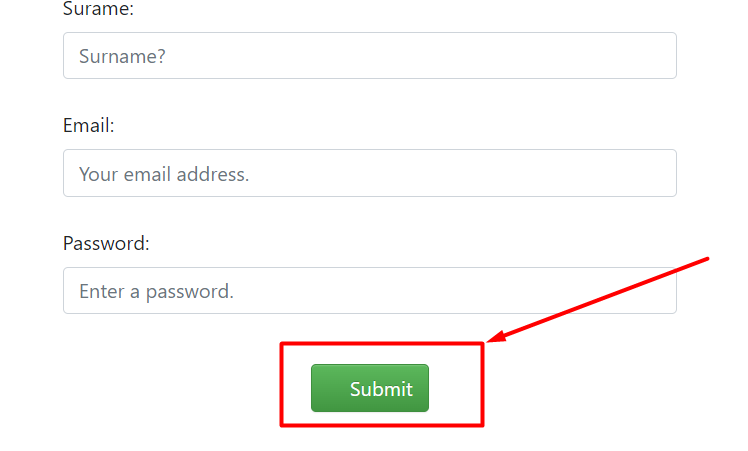 Surame:
Surname?
Email:
Your email address.
Password:
Enter a password.
Submit